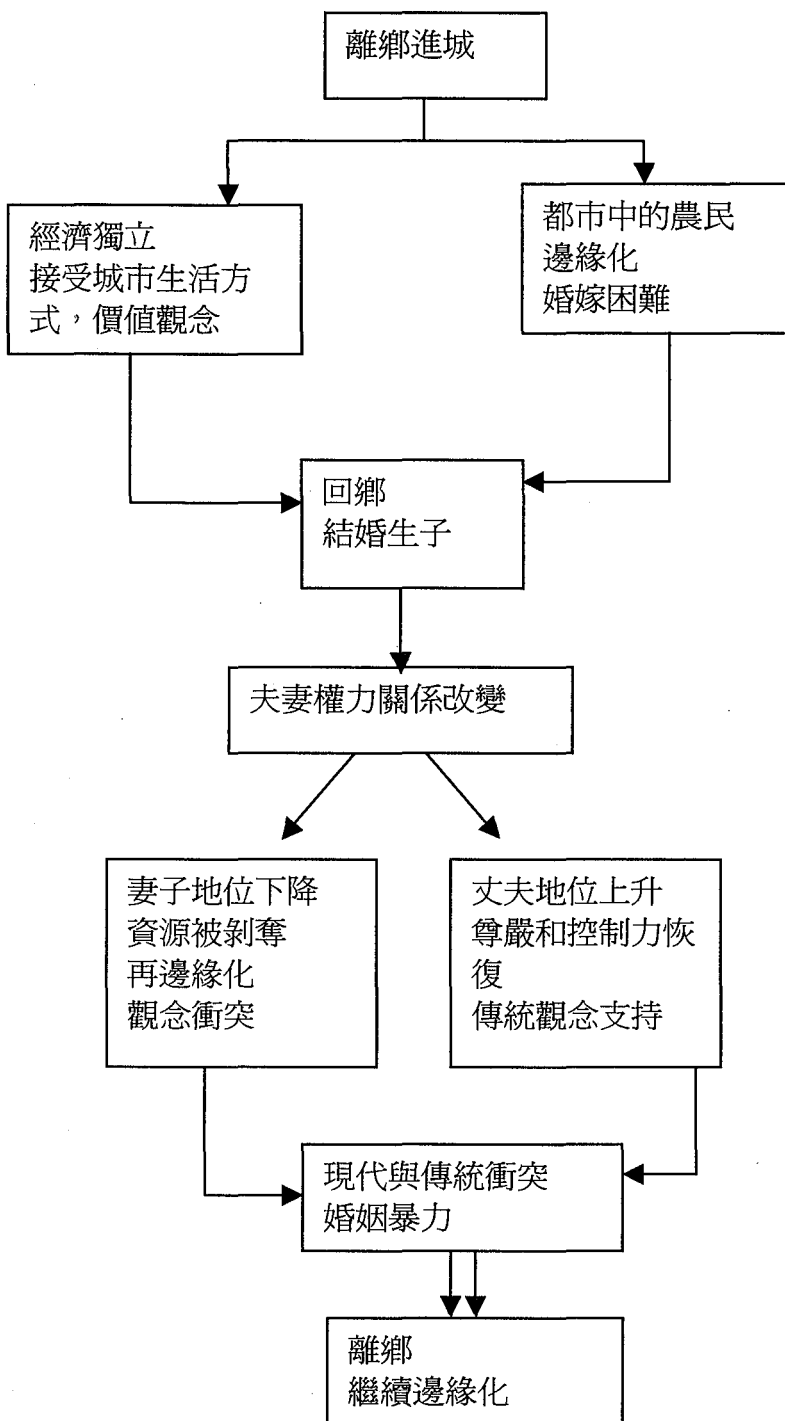 離鄉進城
經濟獨立
接受城市生活方
式，價值觀念
都市中的農民
邊緣化
婚嫁困難
回鄉
結婚生子
夫妻權力關係改變
妻子地位下降
資源被剝奪
再邊緣化
觀念衝突
丈夫地位上升
尊嚴和控制力恢
復
傳統觀念支持
現代與傳統衝突
婚姻暴力
離鄉
繼續邊緣化